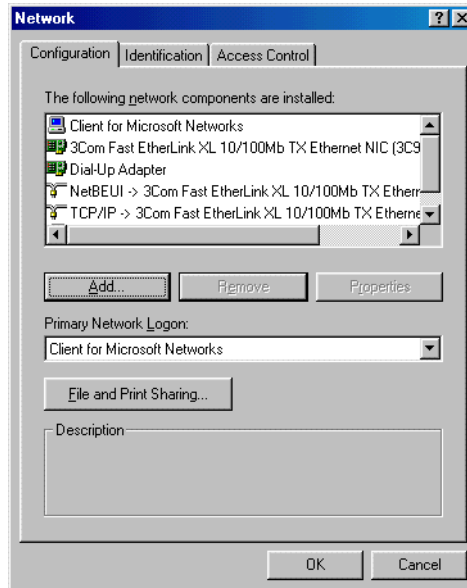 Network
Configuration Identification Access Control
The following network components are installed:
Client for Microsoft Networks
3Com Fast EtherLink XL 10/100Mb TX Ethernet NIC (3C9
Dial-Up Adapter
NetBEUI -> 3Com Fast EtherLink XL 10/100Mb TX Ethern
TCP/IP -> 3Com Fast EtherLink XL 10/100Mb TX Etherne
Add... Remove Properties
Primary Network Logon:
Client for Microsoft Networks
File and Print Sharing...
Description
OK Cancel